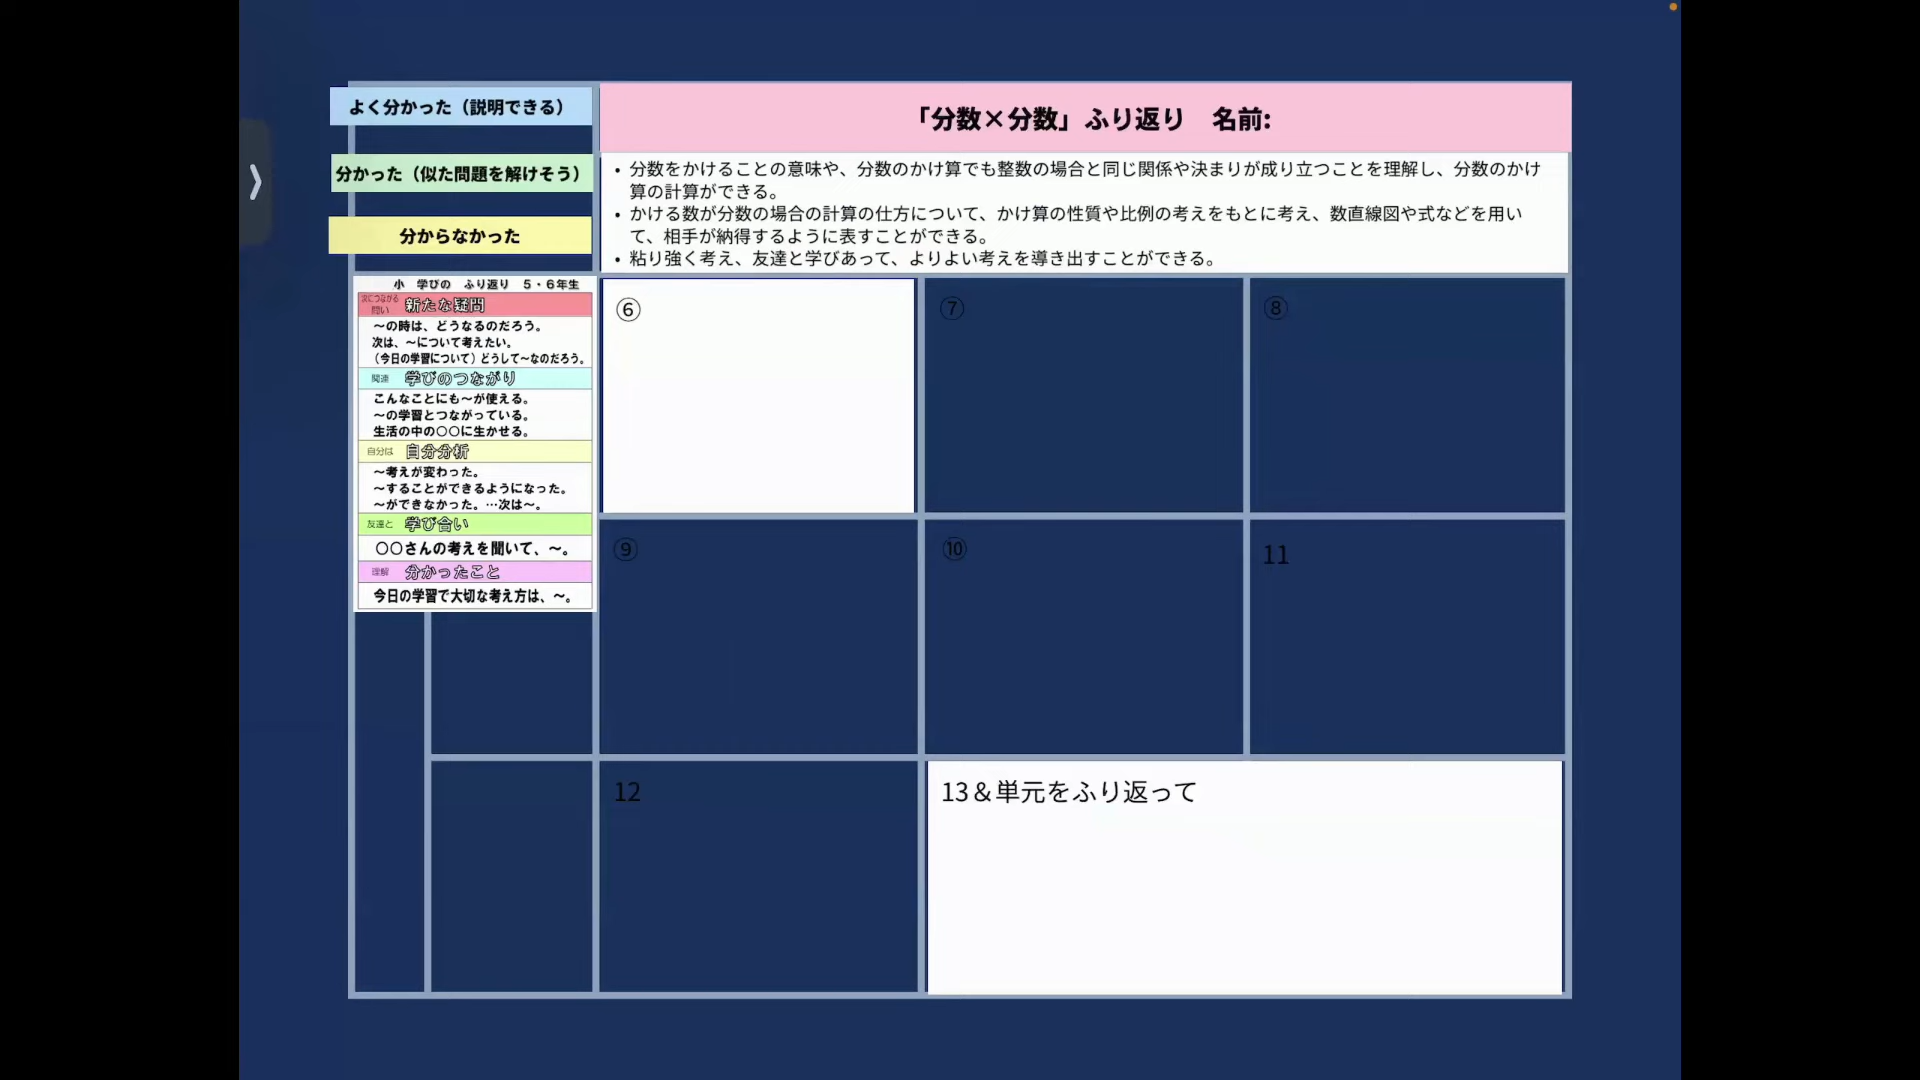 よく分かった（説明できる）
分かった（似た問題を解けそう）
分からなかった
「分数×分数」ふり返り　名前:
• 分数をかけることの意味や、分数のかけ算でも整数の場合と同じ関係や決まりが成り立つことを理解し、分数のかけ
算の計算ができる。
• かける数が分数の場合の計算の仕方について、かけ算の性質や比例の考えをもとに考え、数直線図や式などを用い
て、相手が納得するように表すことができる。
• 粘り強く考え、友達と学びあって、よりよい考えを導き出すことができる。
小　学びの　ふり返り　５・６年生
次につながる
問い
新たな疑問
～の時は、どうなるのだろう。
次は、～について考えたい。
（今日の学習について）どうして～なのだろう。
関連　学びのつながり
こんなことにも～が使える。
～の学習とつながっている。
生活の中の○○に生かせる。
自分は　自分分析
～考えが変わった。
～することができるようになった。
～ができなかった。…次は～。
友達と　学び合い
○○さんの考えを聞いて、～。
理解　分かったこと
今日の学習で大切な考え方は、～。
⑥
⑦
⑧
⑨
⑩
11
12
13＆単元をふり返って